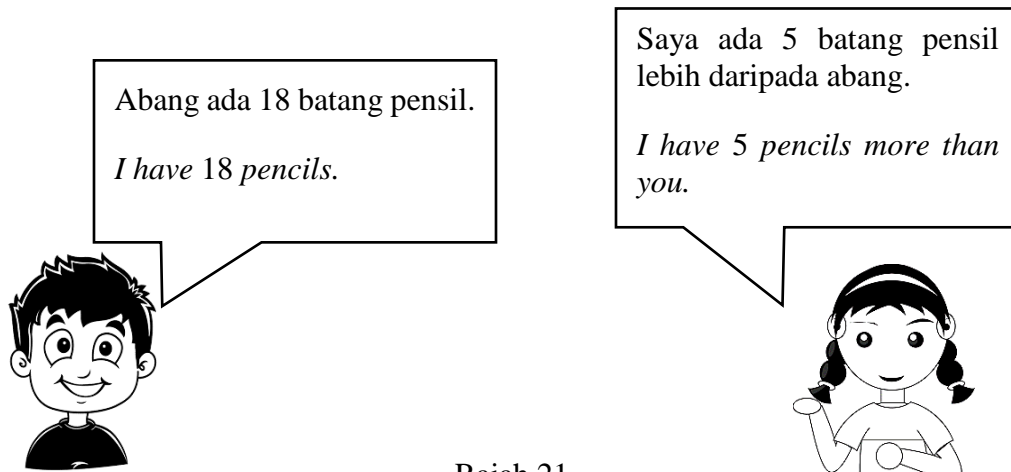 Abang ada 18 batang pensil.
I have 18 pencils.
Saya ada 5 batang pensil
lebih daripada abang.
I have 5 pencils more than
you.
Rajah 21